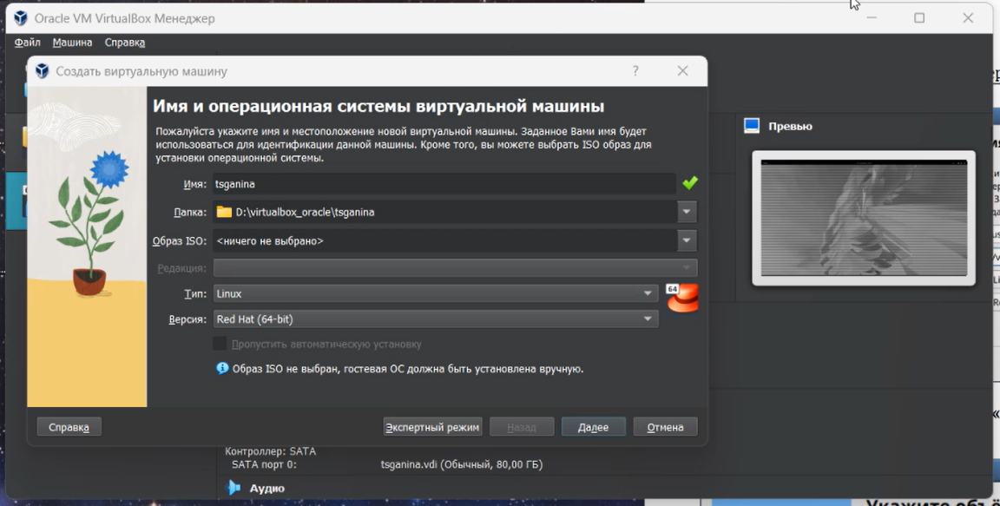 Oracle VM VirtualBox Менеджер
Файл Машина Справка
Создать виртуальную машину
?
Имя и операционная системы виртуальной машины
Пожалуйста укажите имя и местоположение новой виртуальной машины. Заданное Вами имя будет
использоваться для идентификации данной машины. Кроме того, вы можете выбрать ISO образ для
установки операционной системы.
Имя: tsganina
Папка: D:\virtualbox_oracle\tsganina
Образ ISO: <ничего не выбрано>
Редакция:
Тип: Linux
64
Версия: Red Hat (64-bit)
Пропустить автоматическую установку
Образ ISO не выбран, гостевая ОС должна быть установлена вручную.
Справка Экспертный режим Назад Далее Отмена
Превью
Контроллер: SATA
SATA порт 0: tsganina.vdi (Обычный, 80,00 ГБ)
Аудио